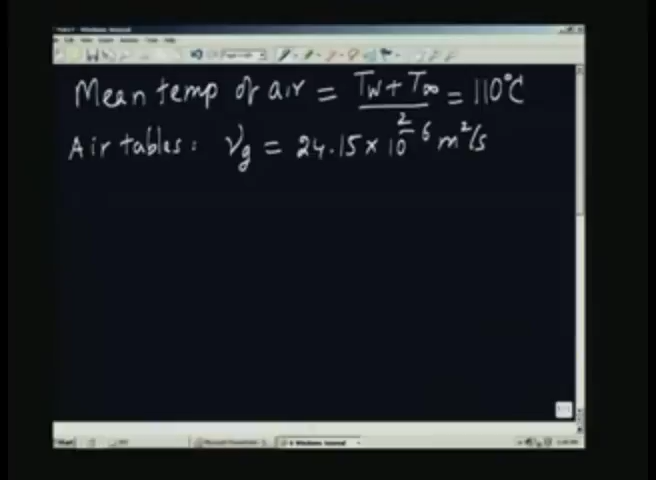 Mean temp of air = Tw + T∞ / 2 = 110°C
Air tables: νg = 24.15 × 10⁻⁶ m²/s